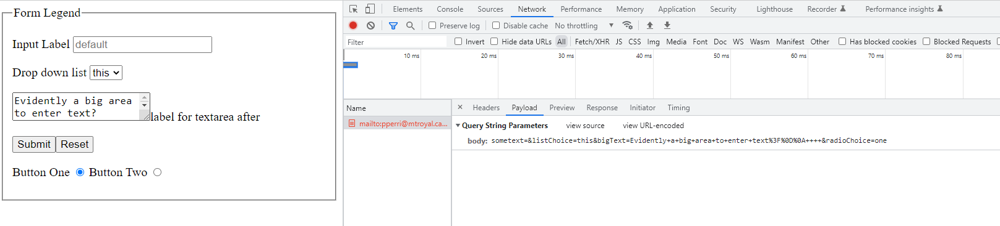 Form Legend
Input Label default
Drop down list this
Evidently a big area
to enter text?
label for textarea after
Submit Reset
Button One Button Two
Elements Console Sources Network Performance Memory Application Security Lighthouse Recorder Performance insights
Preserve log Disable cache No throttling
Filter Invert Hide data URLs All Fetch/XHR JS CSS Img Media Font Doc WS Wasm Manifest Other Has blocked cookies Blocked Requests
10 ms 20 ms 30 ms 40 ms 50 ms 60 ms 70 ms 80 ms
Name × Headers Payload Preview Response Initiator Timing
mailto:pperri@mtroyal.ca...
Query String Parameters view source view URL-encoded
body: sometext=&listChoice=this&bigText=Evidently+a+big+area+to+enter+text%3F%0D%0A++++&radioChoice=one